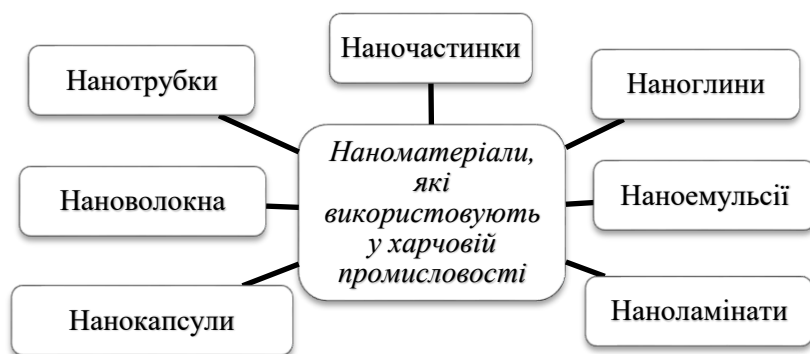 Наночастинки
Нанотрубки
Наноглини
Наноматеріали,
які
використовують
у харчовій
промисловості
Нановолокна
Наноемульсії
Нанокапсули
Наноламінати